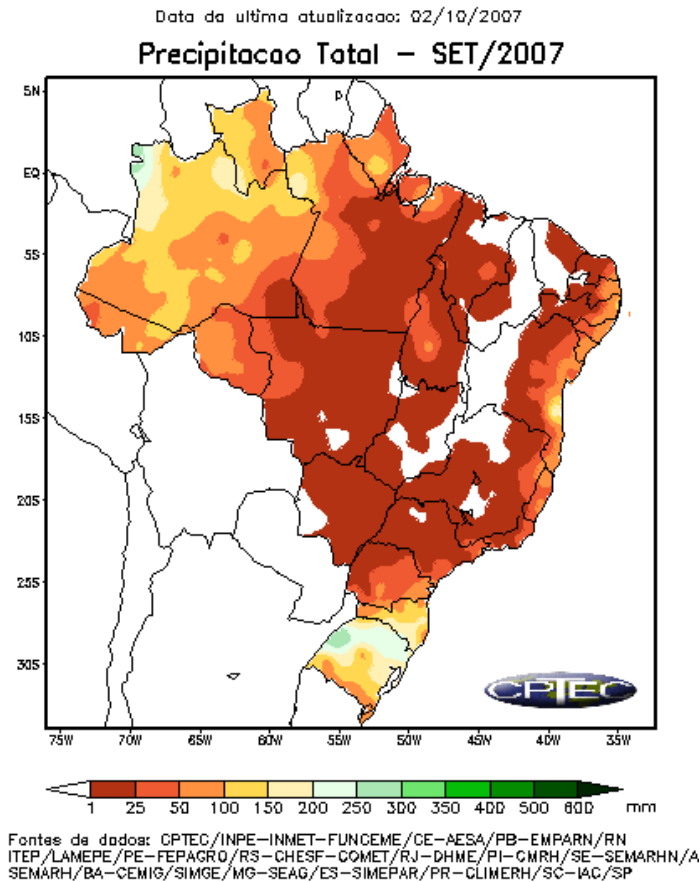 Data da ultima atualizacao: 02/10/2007
Precipitacao Total – SET/2007
5N
EQ
5S
10S
15S
20S
25S
30S
75W 70W 65W 60W 55W 50W 45W 40W 35W
CPTEC
1 25 50 100 150 200 250 300 350 400 500 600 mm
Fontes de dados: CPTEC/INPE–INMET–FUNCEME/CE–AESA/PB–EMPARN/RN
ITEP/LAMEPE/PE–FEPAGRO/RS–CHESF–COMET/RJ–DHME/PI–CMRH/SE–SEMARHN/A
SEMARH/BA–CEMIG/SIMGE/MG–SEAG/ES–SIMEPAR/PR–CLIMERH/SC–IAC/SP